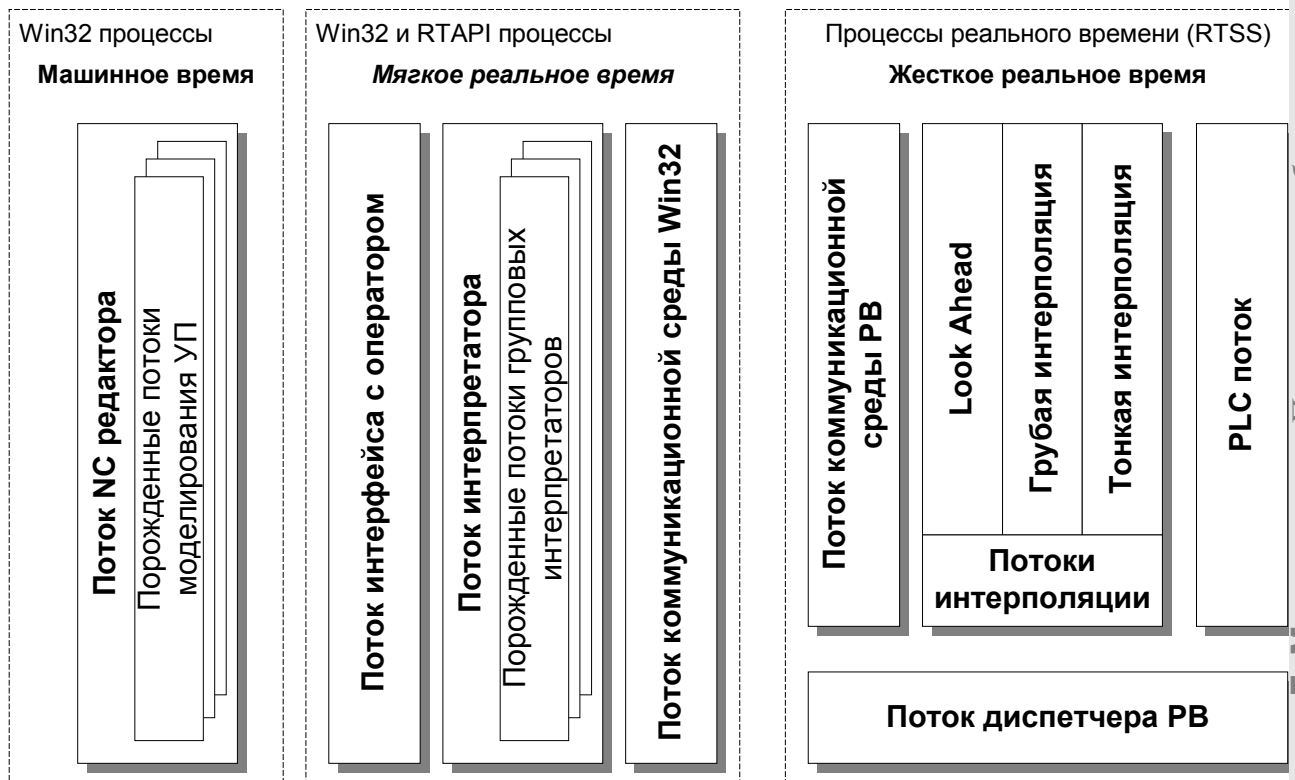 Win32 процессы
Машинное время
Поток NC редактора
Порожденные потоки
моделирования УП
Win32 и RTAPI процессы
Мягкое реальное время
Поток интерфейса с оператором
Поток интерпретатора
Порожденные потоки групповых
интерпретаторов
Поток коммуникационной среды Win32
Процессы реального времени (RTSS)
Жесткое реальное время
Поток коммуникационной
среды РВ
Look Ahead
Грубая интерполяция
Тонкая интерполяция
Потоки
интерполяции
PLC поток
Поток диспетчера РВ